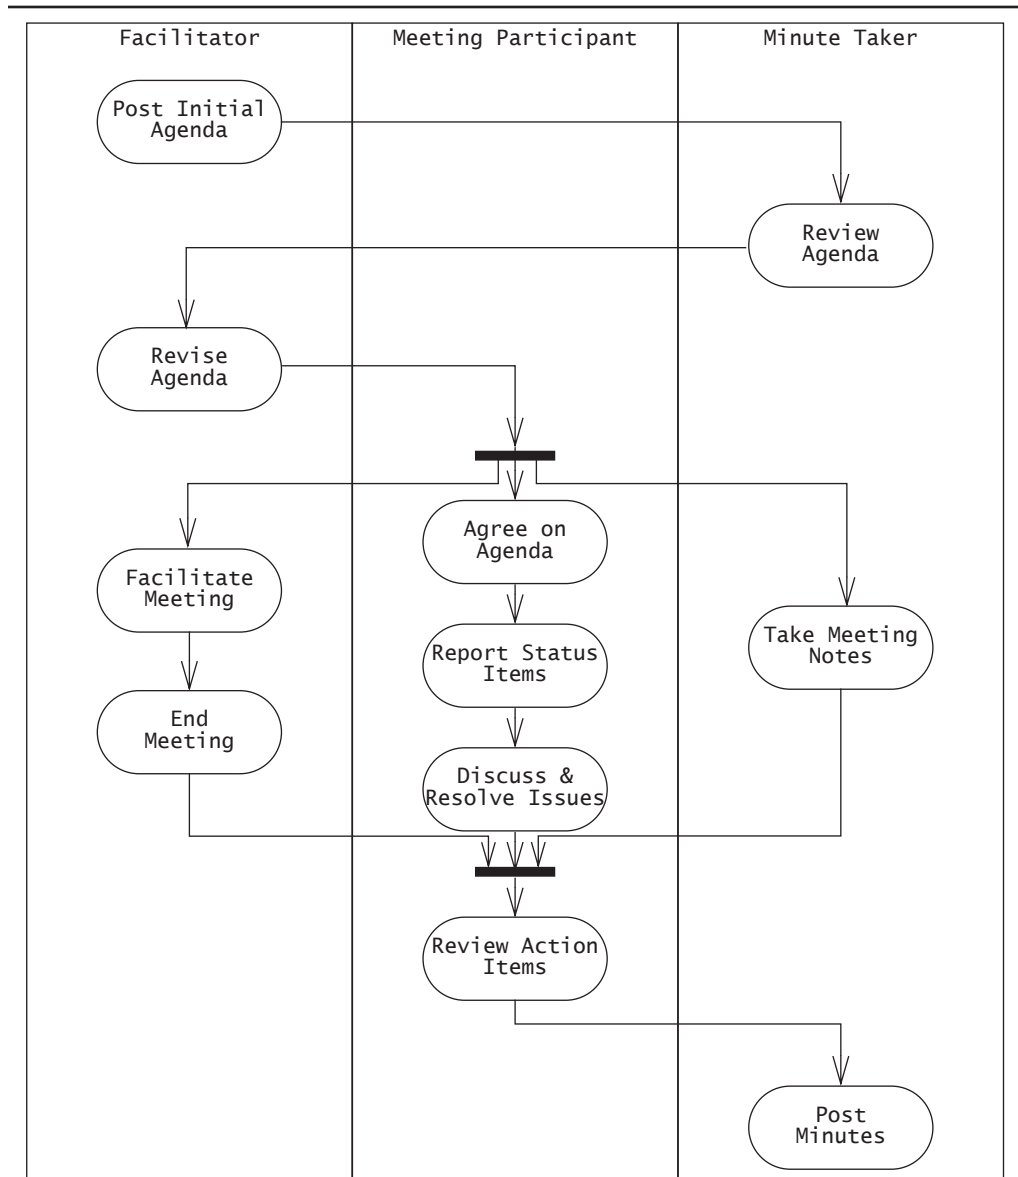 Facilitator
Meeting Participant
Minute Taker
Post Initial
Agenda
Review
Agenda
Revise
Agenda
Agree on
Agenda
Facilitate
Meeting
Report Status
Items
Take Meeting
Notes
End
Meeting
Discuss &
Resolve Issues
Review Action
Items
Post
Minutes